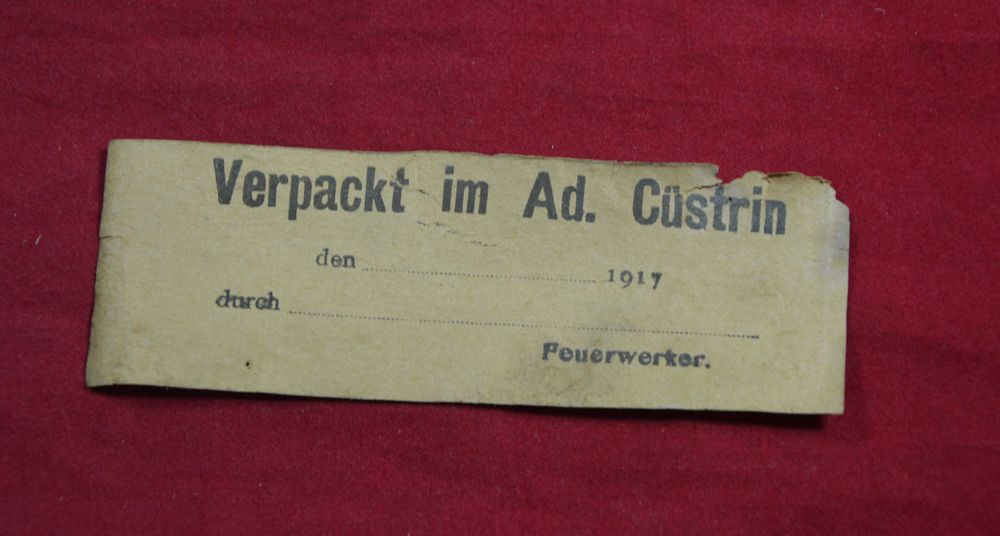 Verpackt im Ad. Cüstrin
den 1917
durch
Feuerwerker.